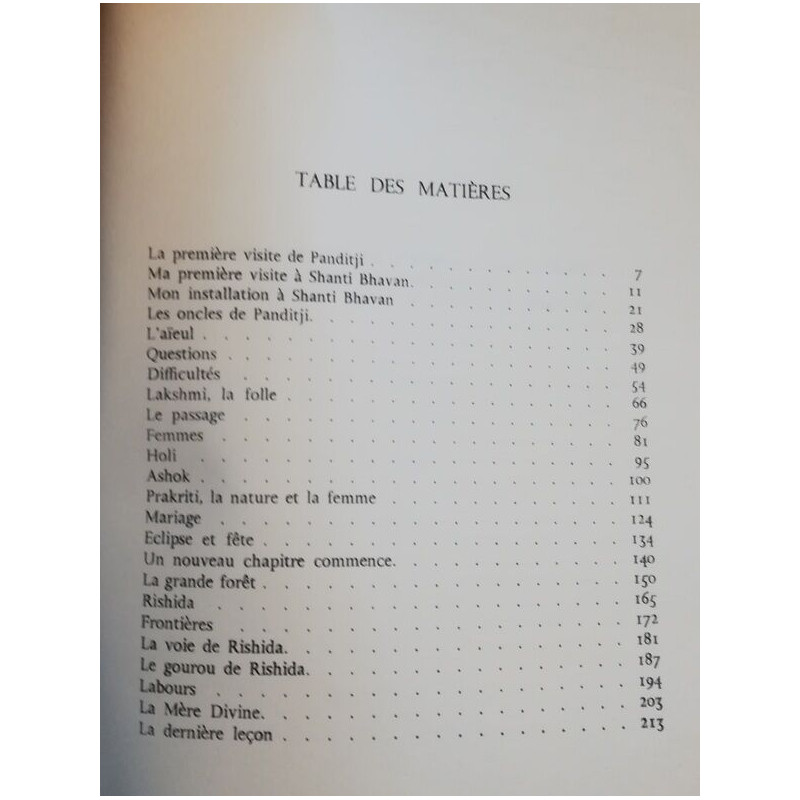 TABLE DES MATIÈRES
La première visite de Panditji . . . . . . . . . . . . 7
Ma première visite à Shanti Bhavan. . . . . . . . . . . 11
Mon installation à Shanti Bhavan . . . . . . . . . . . 21
Les oncles de Panditji. . . . . . . . . . . . . . . 28
L'aïeul . . . . . . . . . . . . . . . . . . . . 39
Questions . . . . . . . . . . . . . . . . . . . 49
Difficultés . . . . . . . . . . . . . . . . . . 54
Lakshmi, la folle . . . . . . . . . . . . . . . . 66
Le passage . . . . . . . . . . . . . . . . . . . 76
Femmes . . . . . . . . . . . . . . . . . . . 81
Holi . . . . . . . . . . . . . . . . . . . . 95
Ashok . . . . . . . . . . . . . . . . . . . . 100
Prakriti, la nature et la femme . . . . . . . . . . . . 111
Mariage . . . . . . . . . . . . . . . . . . . 124
Eclipse et fête . . . . . . . . . . . . . . . . . 134
Un nouveau chapitre commence. . . . . . . . . . . . 140
La grande forêt . . . . . . . . . . . . . . . . . 150
Rishida . . . . . . . . . . . . . . . . . . . 165
Frontières . . . . . . . . . . . . . . . . . . 172
La voie de Rishida. . . . . . . . . . . . . . . . 181
Le gourou de Rishida. . . . . . . . . . . . . . . 187
Labours . . . . . . . . . . . . . . . . . . . 194
La Mère Divine. . . . . . . . . . . . . . . . . 203
La dernière leçon . . . . . . . . . . . . . . . . 213